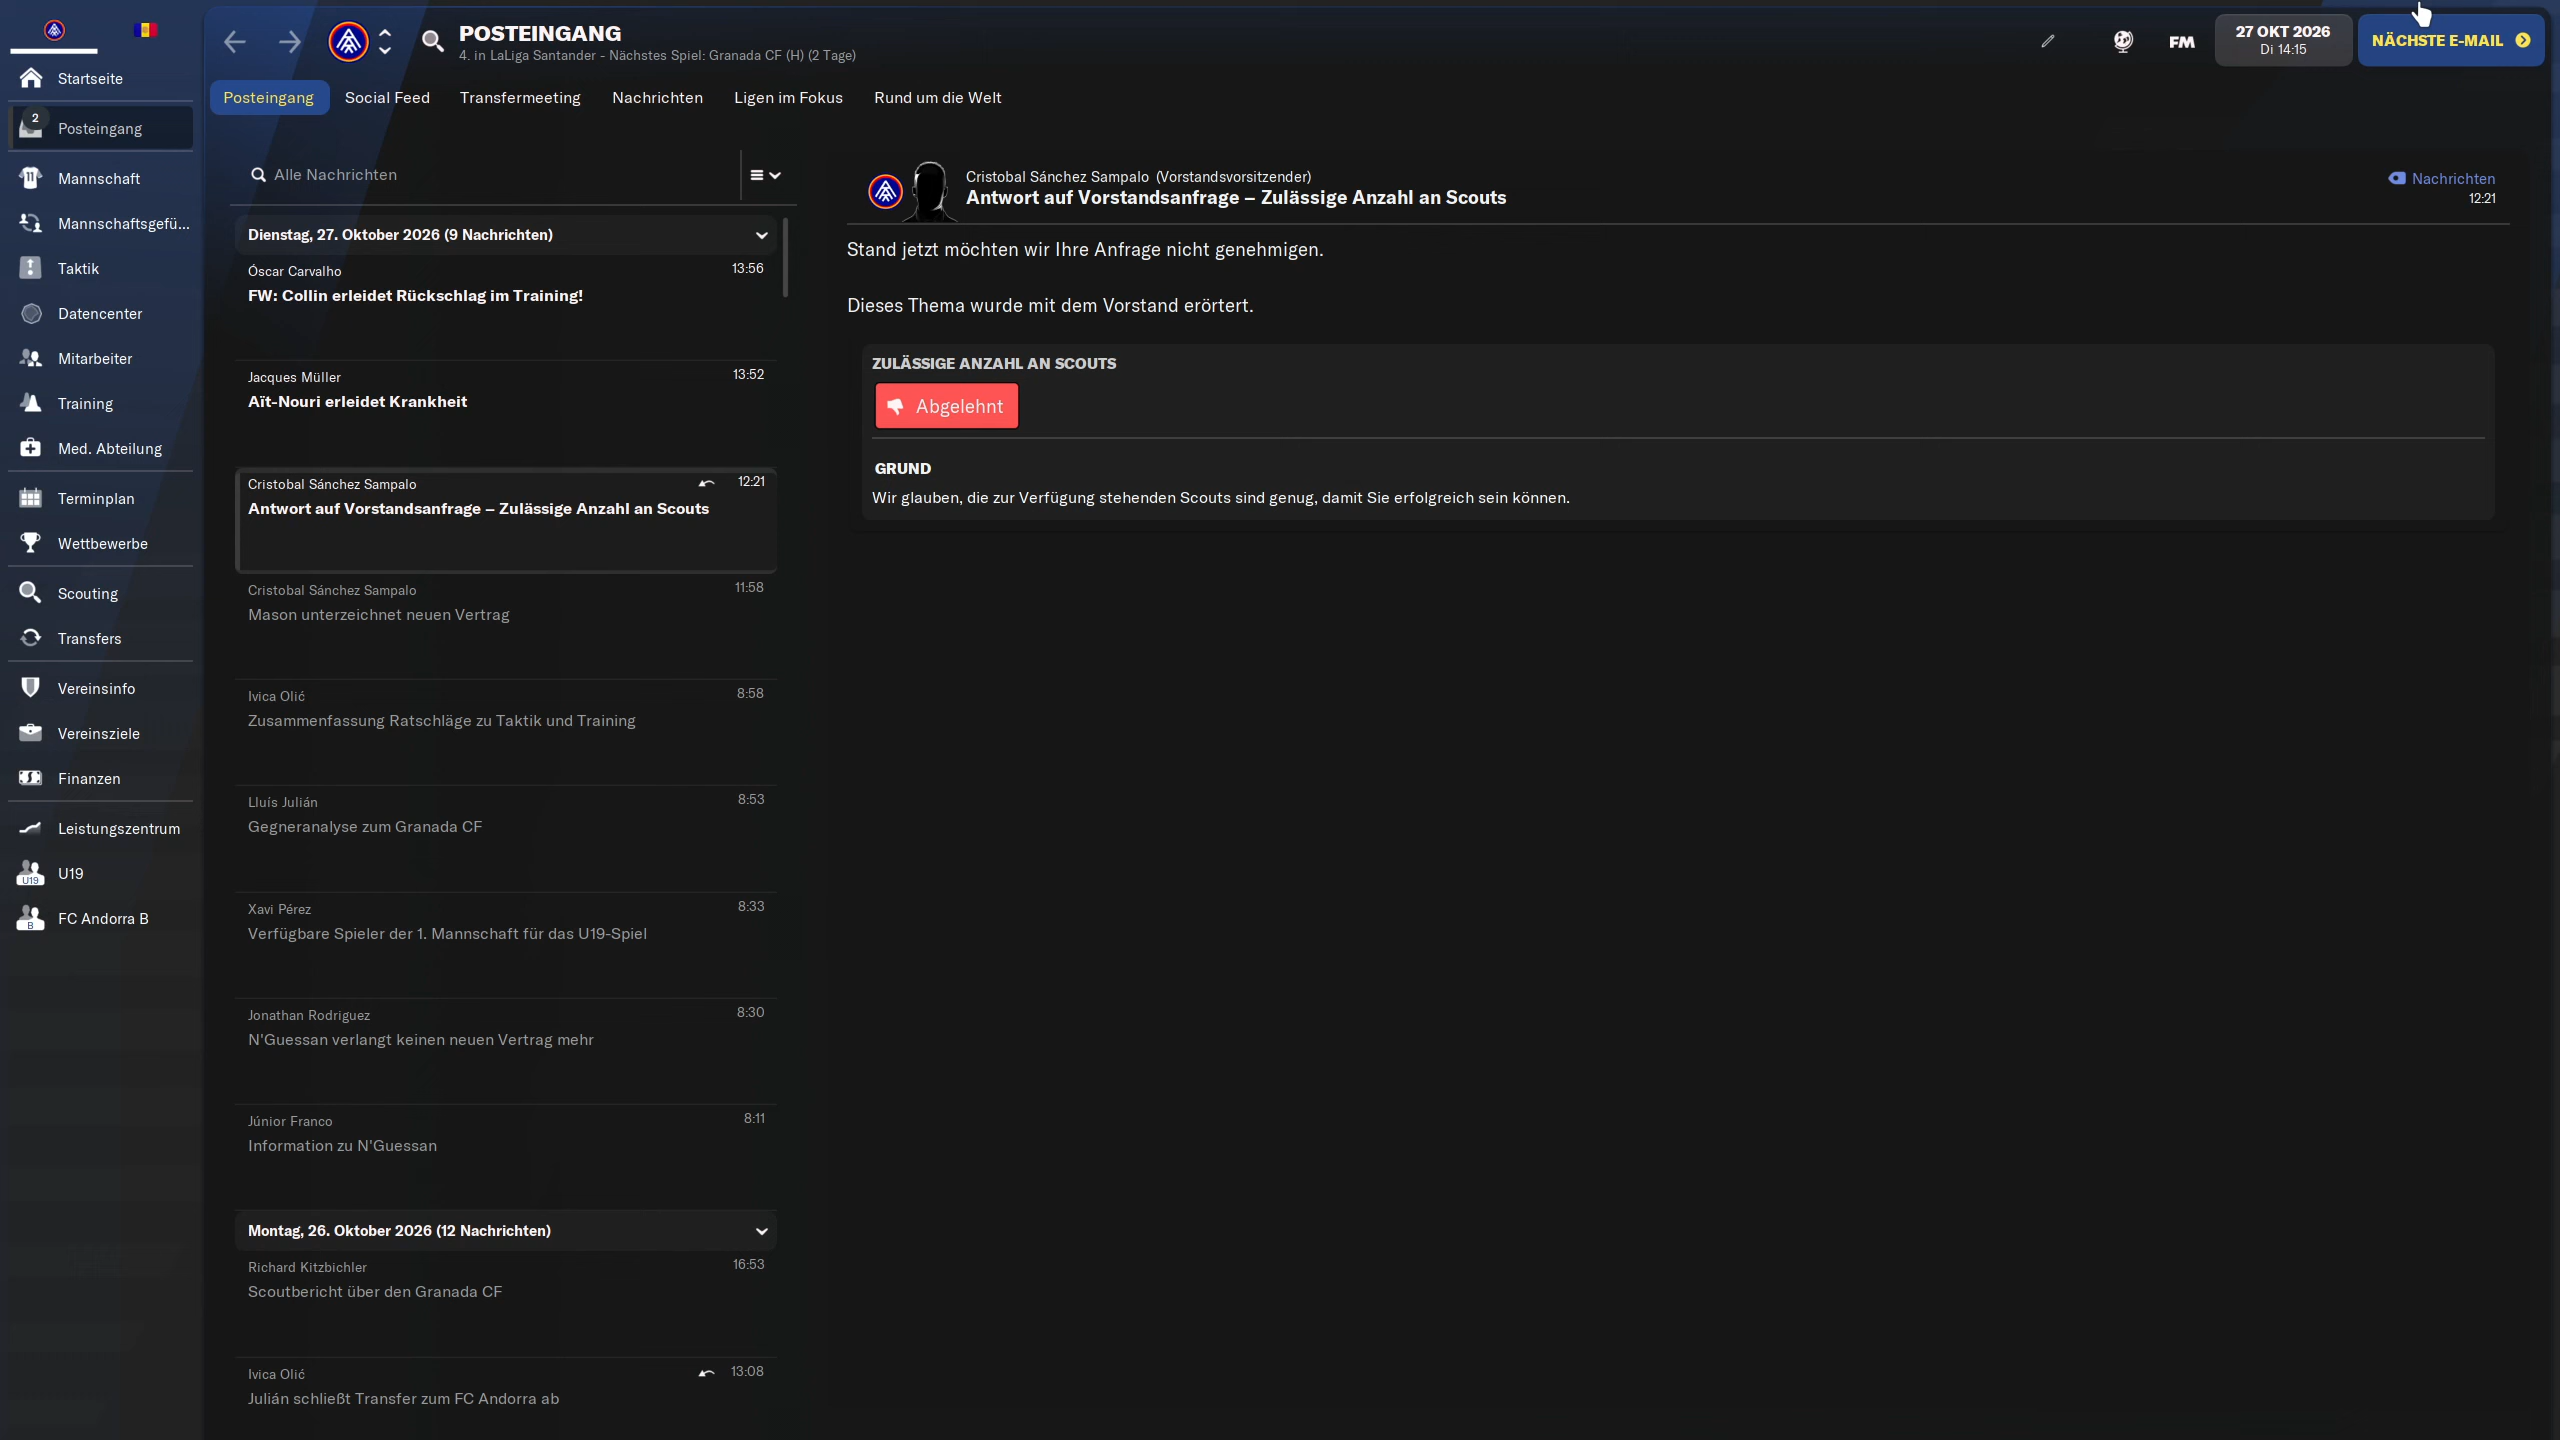 POSTEINGANG
4. in LaLiga Santander - Nächstes Spiel: Granada CF (H) (2 Tage)
FM
27 OKT 2026
Di 14:15
NÄCHSTE E-MAIL
Startseite
2
Posteingang
11
Mannschaft
Mannschaftsgefü...
Taktik
Datencenter
Mitarbeiter
Training
Med. Abteilung
Terminplan
Wettbewerbe
Scouting
Transfers
Vereinsinfo
Vereinsziele
Finanzen
Leistungszentrum
U19
U19
B
FC Andorra B
Posteingang
Social Feed
Transfermeeting
Nachrichten
Ligen im Fokus
Rund um die Welt
Alle Nachrichten
Dienstag, 27. Oktober 2026 (9 Nachrichten)
Óscar Carvalho 13:56
FW: Collin erleidet Rückschlag im Training!
Jacques Müller 13:52
Aït-Nouri erleidet Krankheit
Cristobal Sánchez Sampalo 12:21
Antwort auf Vorstandsanfrage – Zulässige Anzahl an Scouts
Cristobal Sánchez Sampalo 11:58
Mason unterzeichnet neuen Vertrag
Ivica Olić 8:58
Zusammenfassung Ratschläge zu Taktik und Training
Lluís Julián 8:53
Gegneranalyse zum Granada CF
Xavi Pérez 8:33
Verfügbare Spieler der 1. Mannschaft für das U19-Spiel
Jonathan Rodriguez 8:30
N'Guessan verlangt keinen neuen Vertrag mehr
Júnior Franco 8:11
Information zu N'Guessan
Montag, 26. Oktober 2026 (12 Nachrichten)
Richard Kitzbichler 16:53
Scoutbericht über den Granada CF
Ivica Olić 13:08
Julián schließt Transfer zum FC Andorra ab
Cristobal Sánchez Sampalo (Vorstandsvorsitzender)
Antwort auf Vorstandsanfrage – Zulässige Anzahl an Scouts
Nachrichten
12:21
Stand jetzt möchten wir Ihre Anfrage nicht genehmigen.
Dieses Thema wurde mit dem Vorstand erörtert.
ZULÄSSIGE ANZAHL AN SCOUTS
Abgelehnt
GRUND
Wir glauben, die zur Verfügung stehenden Scouts sind genug, damit Sie erfolgreich sein können.